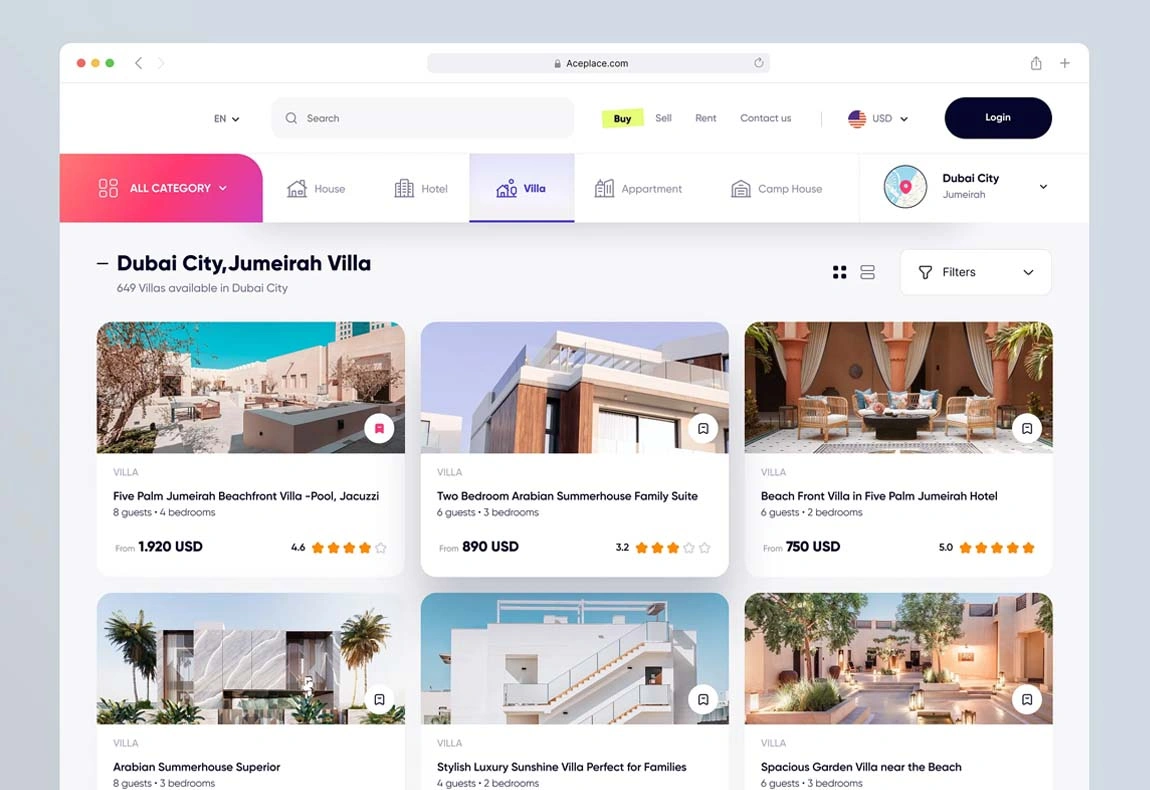 Aceplace.com
EN
Search
Buy
Sell
Rent
Contact us
USD
Login
ALL CATEGORY
House
Hotel
Villa
Appartment
Camp House
Dubai City
Jumeirah
Dubai City,Jumeirah Villa
649 Villas available in Dubai City
Filters
VILLA
Five Palm Jumeirah Beachfront Villa -Pool, Jacuzzi
8 guests • 4 bedrooms
From 1.920 USD
4.6
VILLA
Two Bedroom Arabian Summerhouse Family Suite
6 guests • 3 bedrooms
From 890 USD
3.2
VILLA
Beach Front Villa in Five Palm Jumeirah Hotel
6 guests • 2 bedrooms
From 750 USD
5.0
VILLA
Arabian Summerhouse Superior
8 guests • 3 bedrooms
VILLA
Stylish Luxury Sunshine Villa Perfect for Families
4 guests • 2 bedrooms
VILLA
Spacious Garden Villa near the Beach
6 guests • 3 bedrooms